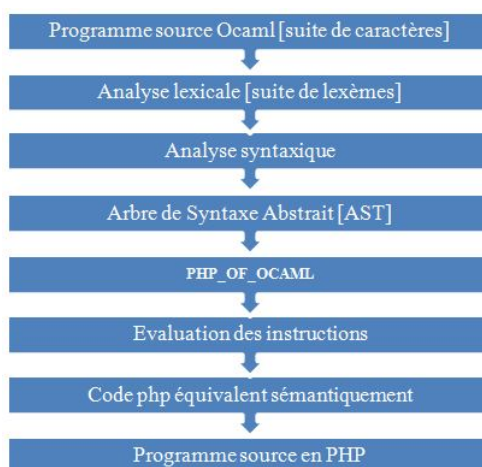 Programme source Ocaml [suite de caractères]
Analyse lexicale [suite de lexèmes]
Analyse syntaxique
Arbre de Syntaxe Abstrait [AST]
PHP_OF_OCAML
Evaluation des instructions
Code php équivalent sémantiquement
Programme source en PHP